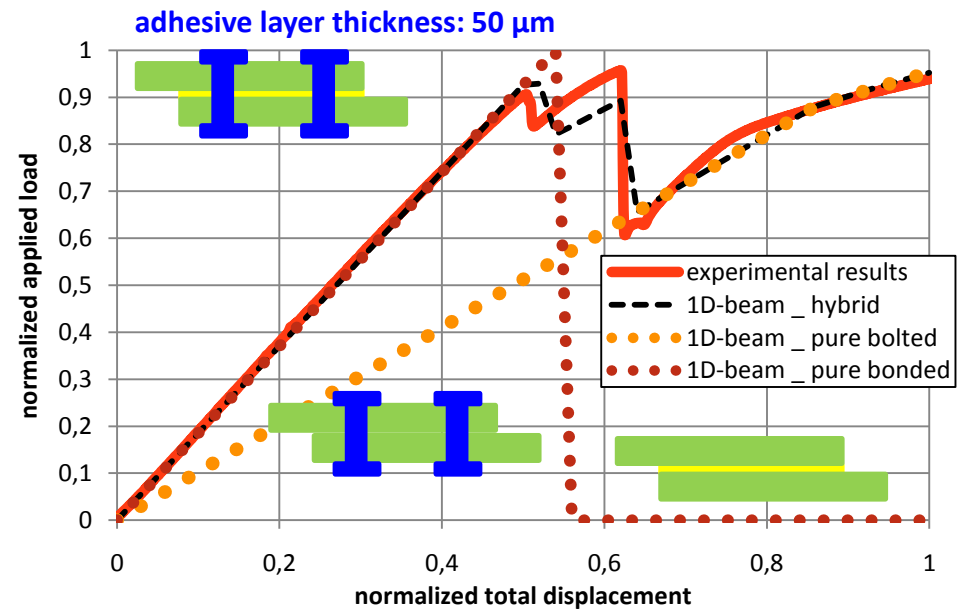 adhesive layer thickness: 50 µm
1
0,9
0,8
0,7
0,6
0,5
0,4
0,3
0,2
0,1
0
normalized applied load
experimental results
1D-beam _ hybrid
1D-beam _ pure bolted
1D-beam _ pure bonded
0
0,2
0,4
0,6
0,8
1
normalized total displacement